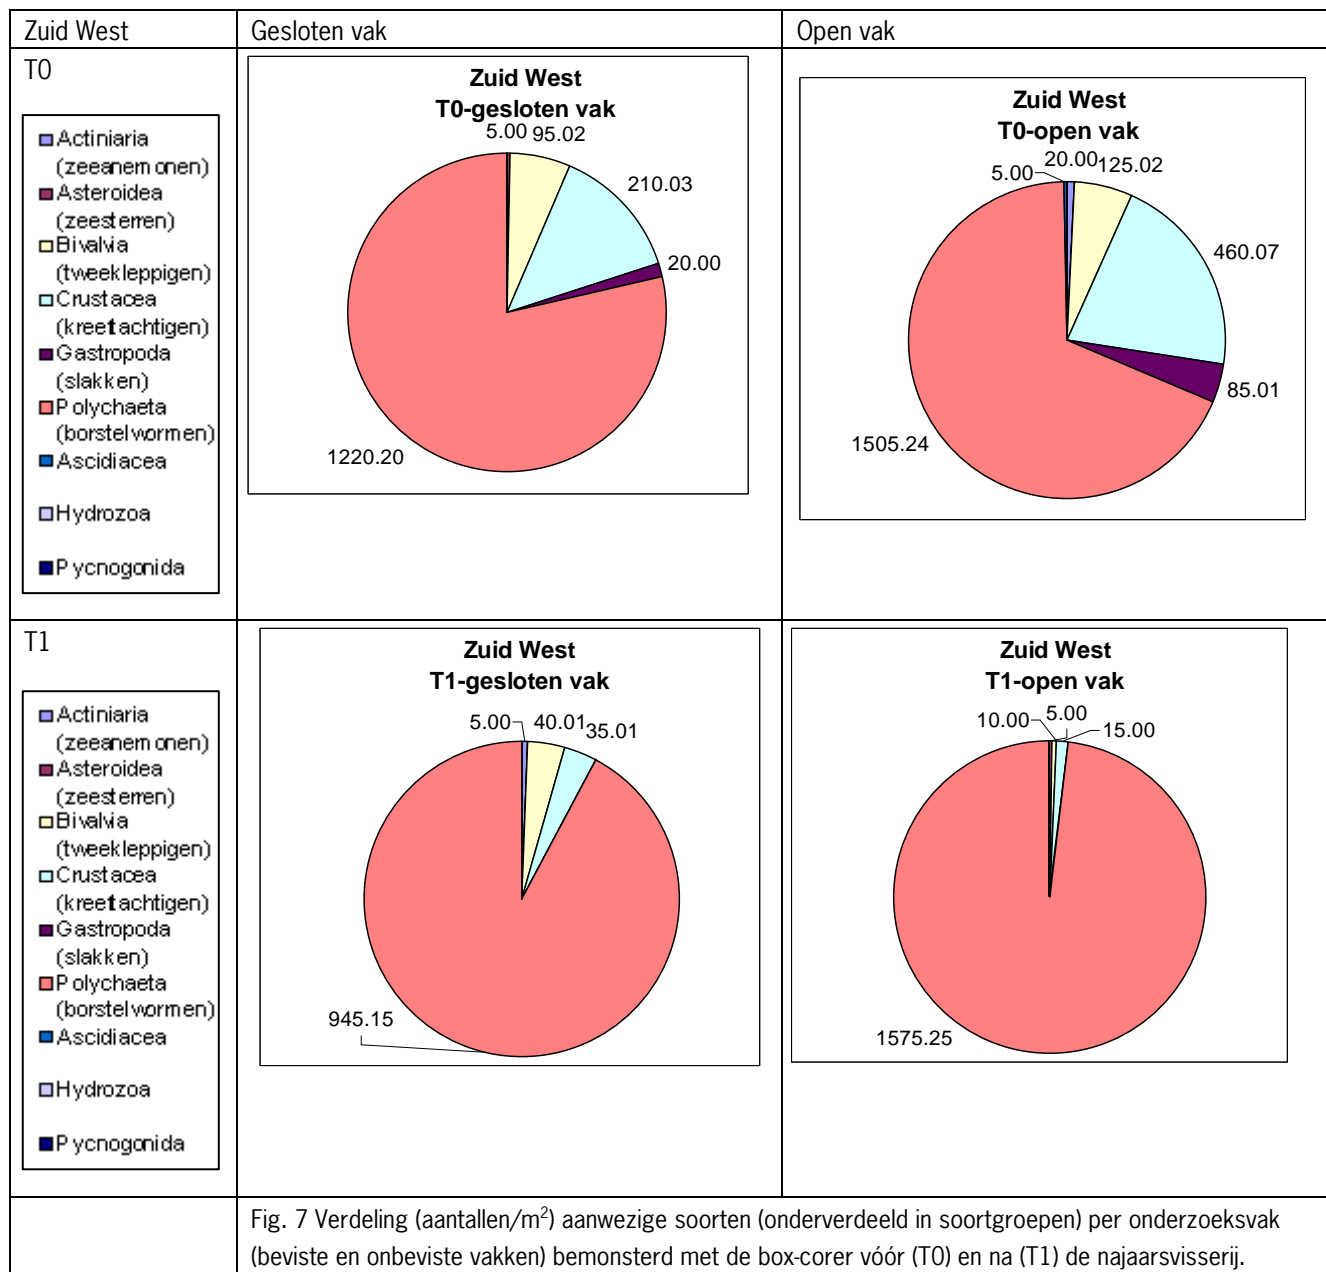 Zuid West
Gesloten vak
Open vak
T0
Actiniaria
(zeeanemonen)
Asteroidea
(zeesterren)
Bivalvia
(tweekleppigen)
Crustacea
(kreeftachtigen)
Gastropoda
(slakken)
Polychaeta
(borstelwormen)
Ascidiacea
Hydrozoa
Pycnogonida
Zuid West
T0-gesloten vak
5.00
95.02
210.03
20.00
1220.20
Zuid West
T0-open vak
5.00
20.00
125.02
460.07
85.01
1505.24
T1
Actiniaria
(zeeanemonen)
Asteroidea
(zeesterren)
Bivalvia
(tweekleppigen)
Crustacea
(kreeftachtigen)
Gastropoda
(slakken)
Polychaeta
(borstelwormen)
Ascidiacea
Hydrozoa
Pycnogonida
Zuid West
T1-gesloten vak
5.00
40.01
35.01
945.15
Zuid West
T1-open vak
10.00
5.00
15.00
1575.25
Fig. 7 Verdeling (aantallen/m²) aanwezige soorten (onderverdeeld in soortgroepen) per onderzoeksvak
(beviste en onbeviste vakken) bemonsterd met de box-corer vóór (T0) en na (T1) de najaarsvisserij.